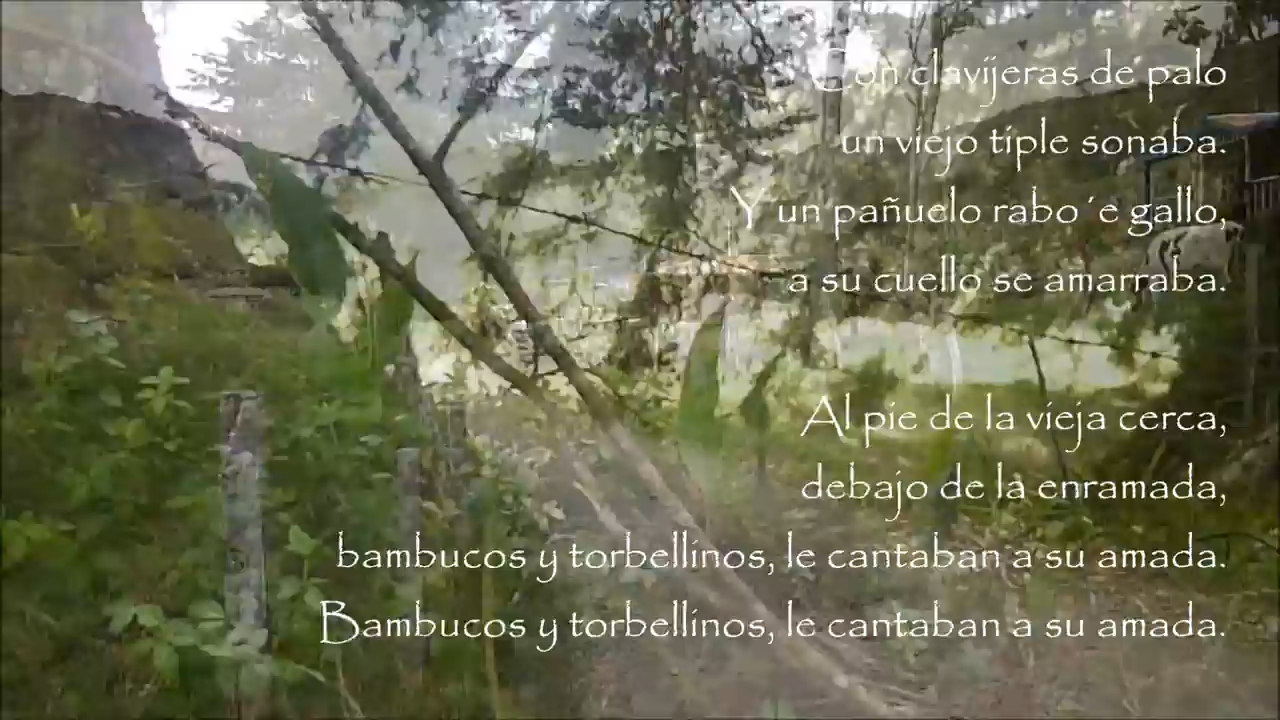 Con clavijeras de palo
un viejo tiple sonaba.
Y un pañuelo rabo ´e gallo,
a su cuello se amarraba.
Al pie de la vieja cerca,
debajo de la enramada,
bambucos y torbellinos, le cantaban a su amada.
Bambucos y torbellinos, le cantaban a su amada.